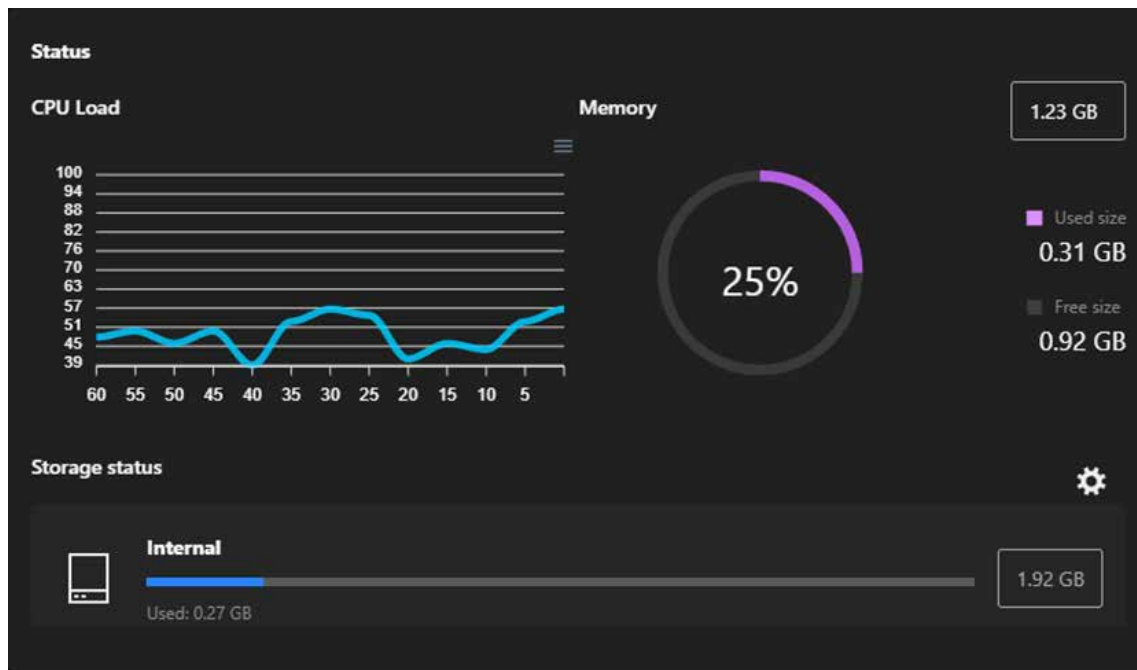 Status
CPU Load
100
94
88
82
76
70
63
57
51
45
39
60 55 50 45 40 35 30 25 20 15 10 5
Memory
1.23 GB
25%
Used size
0.31 GB
Free size
0.92 GB
Storage status
Internal
Used: 0.27 GB
1.92 GB